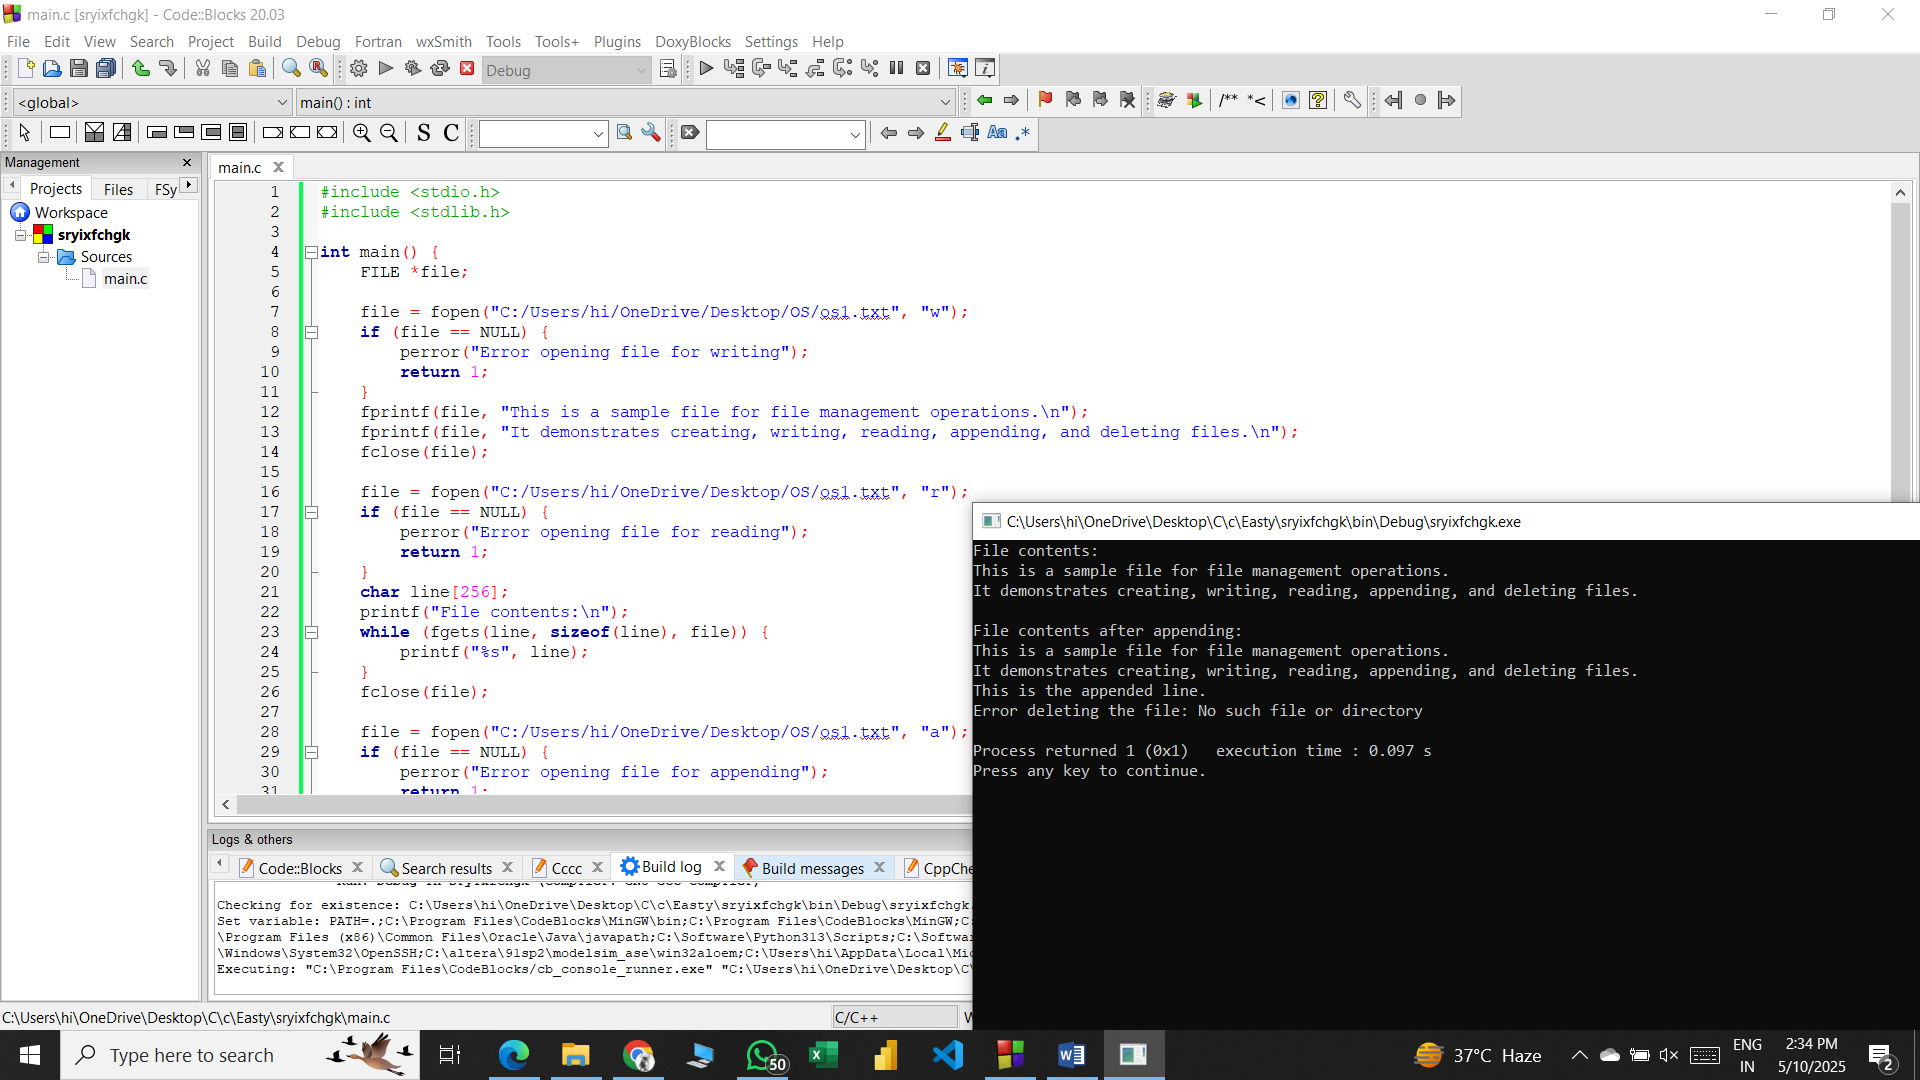 main.c [sryixfchgk] - Code::Blocks 20.03
File Edit View Search Project Build Debug Fortran wxSmith Tools Tools+ Plugins DoxyBlocks Settings Help
Debug
<global> main() : int
/** *<
S C Aa .*
Management
Projects Files FSy
Workspace
sryixfchgk
Sources
main.c
main.c
1 #include <stdio.h>
2 #include <stdlib.h>
3
4 int main() {
5 FILE *file;
6
7 file = fopen("C:/Users/hi/OneDrive/Desktop/OS/os1.txt", "w");
8 if (file == NULL) {
9 perror("Error opening file for writing");
10 return 1;
11 }
12 fprintf(file, "This is a sample file for file management operations.\n");
13 fprintf(file, "It demonstrates creating, writing, reading, appending, and deleting files.\n");
14 fclose(file);
15
16 file = fopen("C:/Users/hi/OneDrive/Desktop/OS/os1.txt", "r");
17 if (file == NULL) {
18 perror("Error opening file for reading");
19 return 1;
20 }
21 char line[256];
22 printf("File contents:\n");
23 while (fgets(line, sizeof(line), file)) {
24 printf("%s", line);
25 }
26 fclose(file);
27
28 file = fopen("C:/Users/hi/OneDrive/Desktop/OS/os1.txt", "a");
29 if (file == NULL) {
30 perror("Error opening file for appending");
31 return 1;
C:\Users\hi\OneDrive\Desktop\C\c\Easty\sryixfchgk\bin\Debug\sryixfchgk.exe
File contents:
This is a sample file for file management operations.
It demonstrates creating, writing, reading, appending, and deleting files.
File contents after appending:
This is a sample file for file management operations.
It demonstrates creating, writing, reading, appending, and deleting files.
This is the appended line.
Error deleting the file: No such file or directory
Process returned 1 (0x1) execution time : 0.097 s
Press any key to continue.
Logs & others
Code::Blocks Search results Cccc Build log Build messages CppChe
Checking for existence: C:\Users\hi\OneDrive\Desktop\C\c\Easty\sryixfchgk\bin\Debug\sryixfchgk.
Set variable: PATH=.;C:\Program Files\CodeBlocks\MinGW\bin;C:\Program Files\CodeBlocks\MinGW;C:
\Program Files (x86)\Common Files\Oracle\Java\javapath;C:\Software\Python313\Scripts;C:\Softwar
\Windows\System32\OpenSSH;C:\altera\91sp2\modelsim_ase\win32aloem;C:\Users\hi\AppData\Local\Mic
Executing: "C:\Program Files\CodeBlocks/cb_console_runner.exe" "C:\Users\hi\OneDrive\Desktop\C\
C:\Users\hi\OneDrive\Desktop\C\c\Easty\sryixfchgk\main.c C/C++ W
Type here to search
50
37°C Haze
ENG
IN
2:34 PM
5/10/2025
2